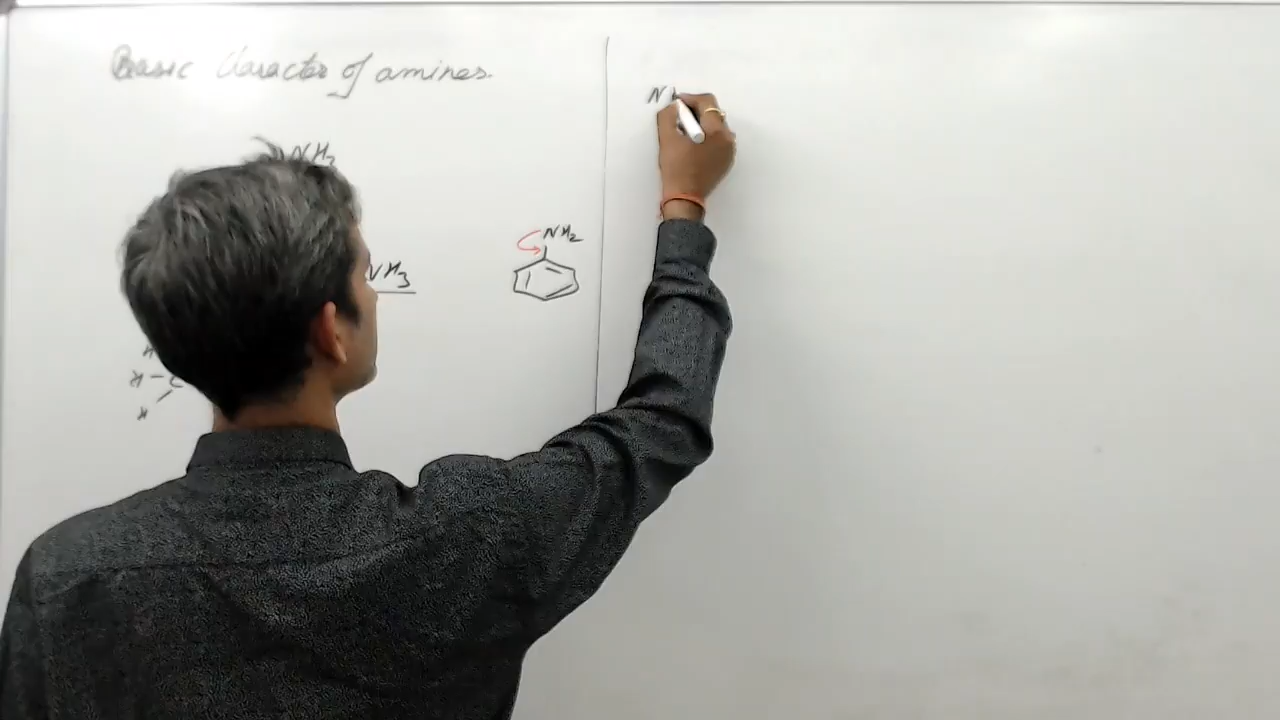 Basic Character of amines.
NH2
NH2
NH3
H
H - C
H
N